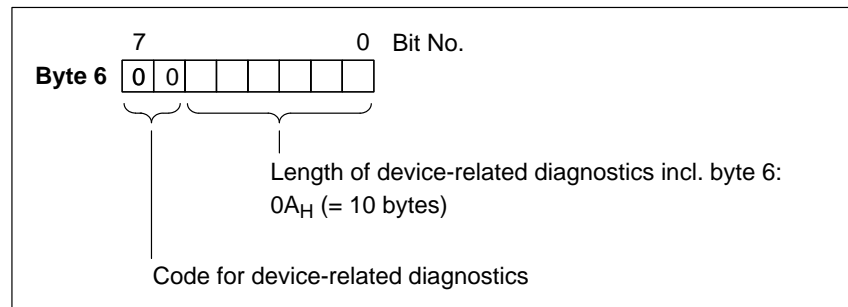 7 0 Bit No.
Byte 6 0 0
Length of device-related diagnostics incl. byte 6:
0AH (= 10 bytes)
Code for device-related diagnostics